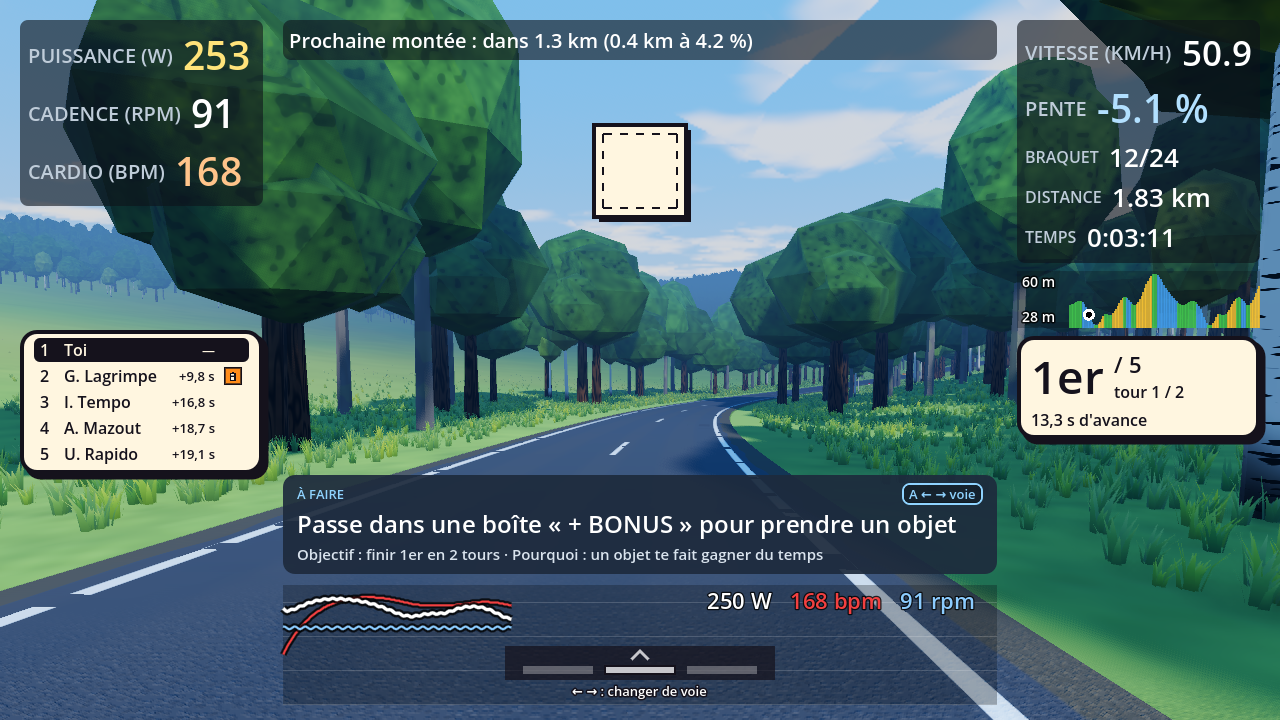 PUISSANCE (W) 253
CADENCE (RPM) 91
CARDIO (BPM) 168
Prochaine montée : dans 1.3 km (0.4 km à 4.2 %)
VITESSE (KM/H) 50.9
PENTE -5.1 %
BRAQUET 12/24
DISTANCE 1.83 km
TEMPS 0:03:11
60 m
28 m
1 Toi —
2 G. Lagrimpe +9,8 s
3 I. Tempo +16,8 s
4 A. Mazout +18,7 s
5 U. Rapido +19,1 s
1er / 5
tour 1 / 2
13,3 s d'avance
À FAIRE
A ← → voie
Passe dans une boîte « + BONUS » pour prendre un objet
Objectif : finir 1er en 2 tours · Pourquoi : un objet te fait gagner du temps
250 W 168 bpm 91 rpm
← → : changer de voie